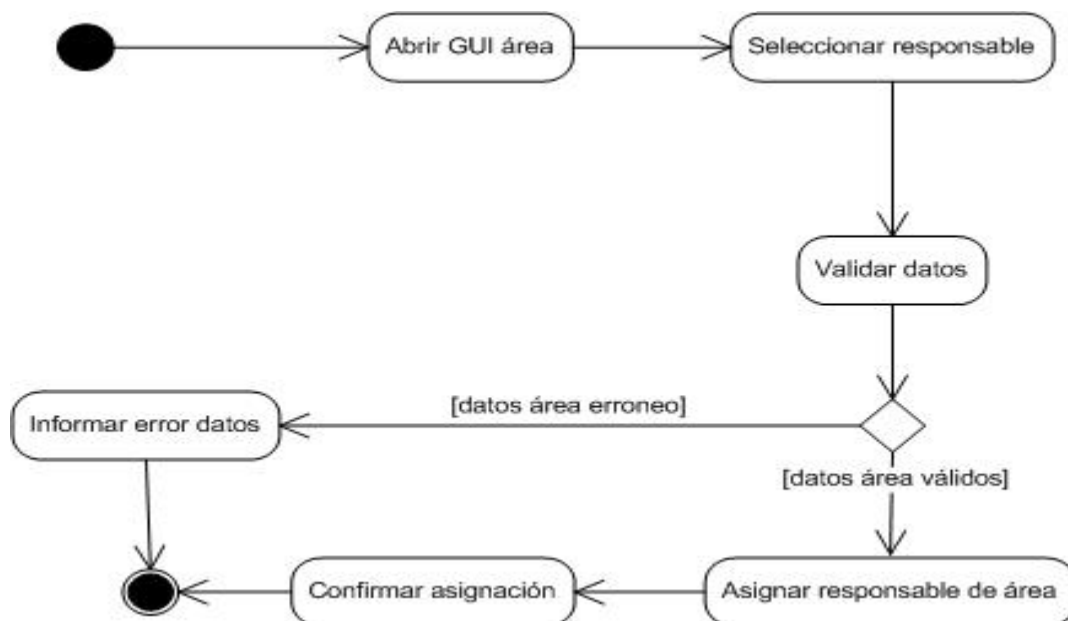 Abrir GUI área
Seleccionar responsable
Validar datos
[datos área erroneo]
Informar error datos
[datos área válidos]
Confirmar asignación
Asignar responsable de área